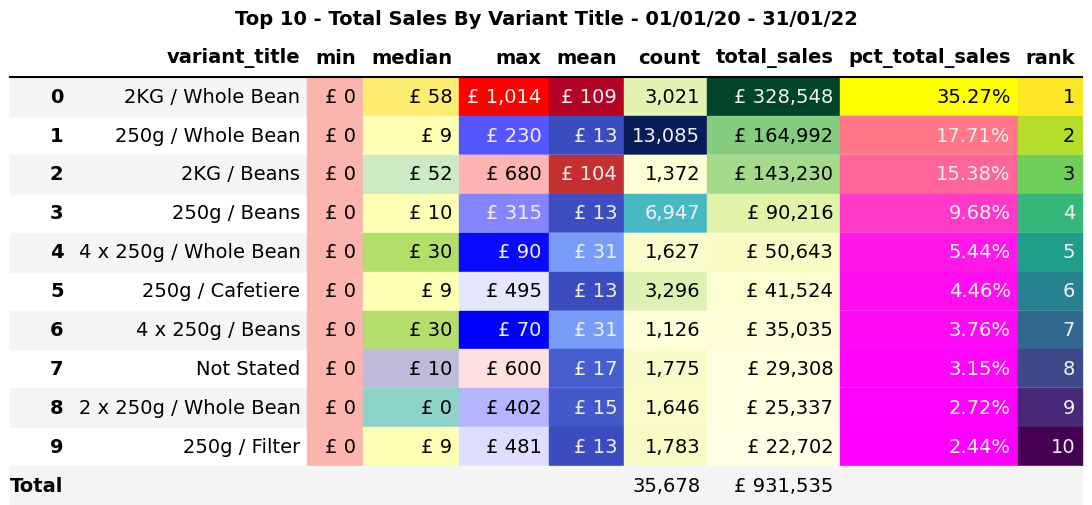 Top 10 - Total Sales By Variant Title - 01/01/20 - 31/01/22
variant_title min median max mean count total_sales pct_total_sales rank
0 2KG / Whole Bean £ 0 £ 58 £ 1,014 £ 109 3,021 £ 328,548 35.27% 1
1 250g / Whole Bean £ 0 £ 9 £ 230 £ 13 13,085 £ 164,992 17.71% 2
2 2KG / Beans £ 0 £ 52 £ 680 £ 104 1,372 £ 143,230 15.38% 3
3 250g / Beans £ 0 £ 10 £ 315 £ 13 6,947 £ 90,216 9.68% 4
4 4 x 250g / Whole Bean £ 0 £ 30 £ 90 £ 31 1,627 £ 50,643 5.44% 5
5 250g / Cafetiere £ 0 £ 9 £ 495 £ 13 3,296 £ 41,524 4.46% 6
6 4 x 250g / Beans £ 0 £ 30 £ 70 £ 31 1,126 £ 35,035 3.76% 7
7 Not Stated £ 0 £ 10 £ 600 £ 17 1,775 £ 29,308 3.15% 8
8 2 x 250g / Whole Bean £ 0 £ 0 £ 402 £ 15 1,646 £ 25,337 2.72% 9
9 250g / Filter £ 0 £ 9 £ 481 £ 13 1,783 £ 22,702 2.44% 10
Total 35,678 £ 931,535